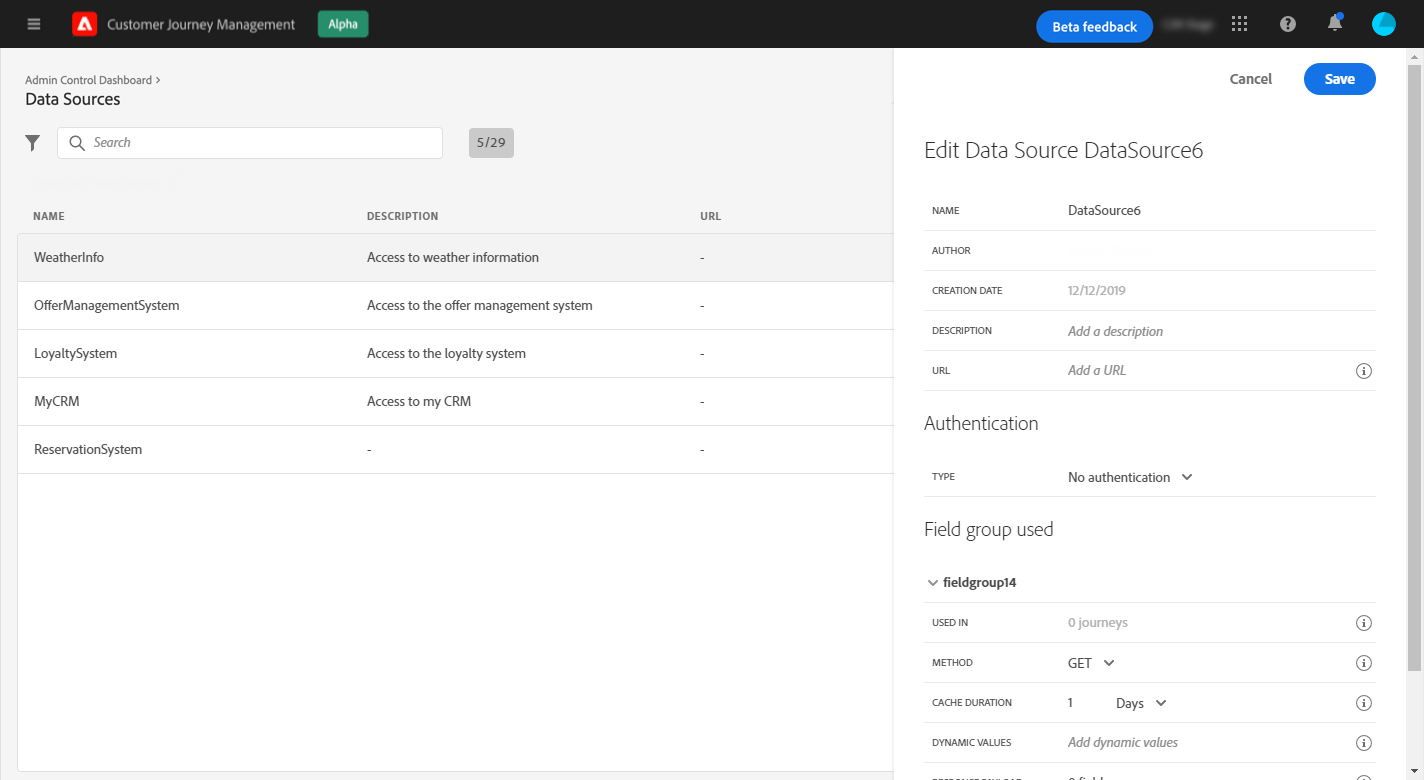 Customer Journey Management Alpha Beta feedback
Admin Control Dashboard
Data Sources
Search 5/29
NAME DESCRIPTION URL
WeatherInfo Access to weather information -
OfferManagementSystem Access to the offer management system -
LoyaltySystem Access to the loyalty system -
MyCRM Access to my CRM -
ReservationSystem - -
Cancel Save
Edit Data Source DataSource6
NAME DataSource6
AUTHOR
CREATION DATE 12/12/2019
DESCRIPTION Add a description
URL Add a URL
Authentication
TYPE No authentication
Field group used
fieldgroup14
USED IN 0 journeys
METHOD GET
CACHE DURATION 1 Days
DYNAMIC VALUES Add dynamic values